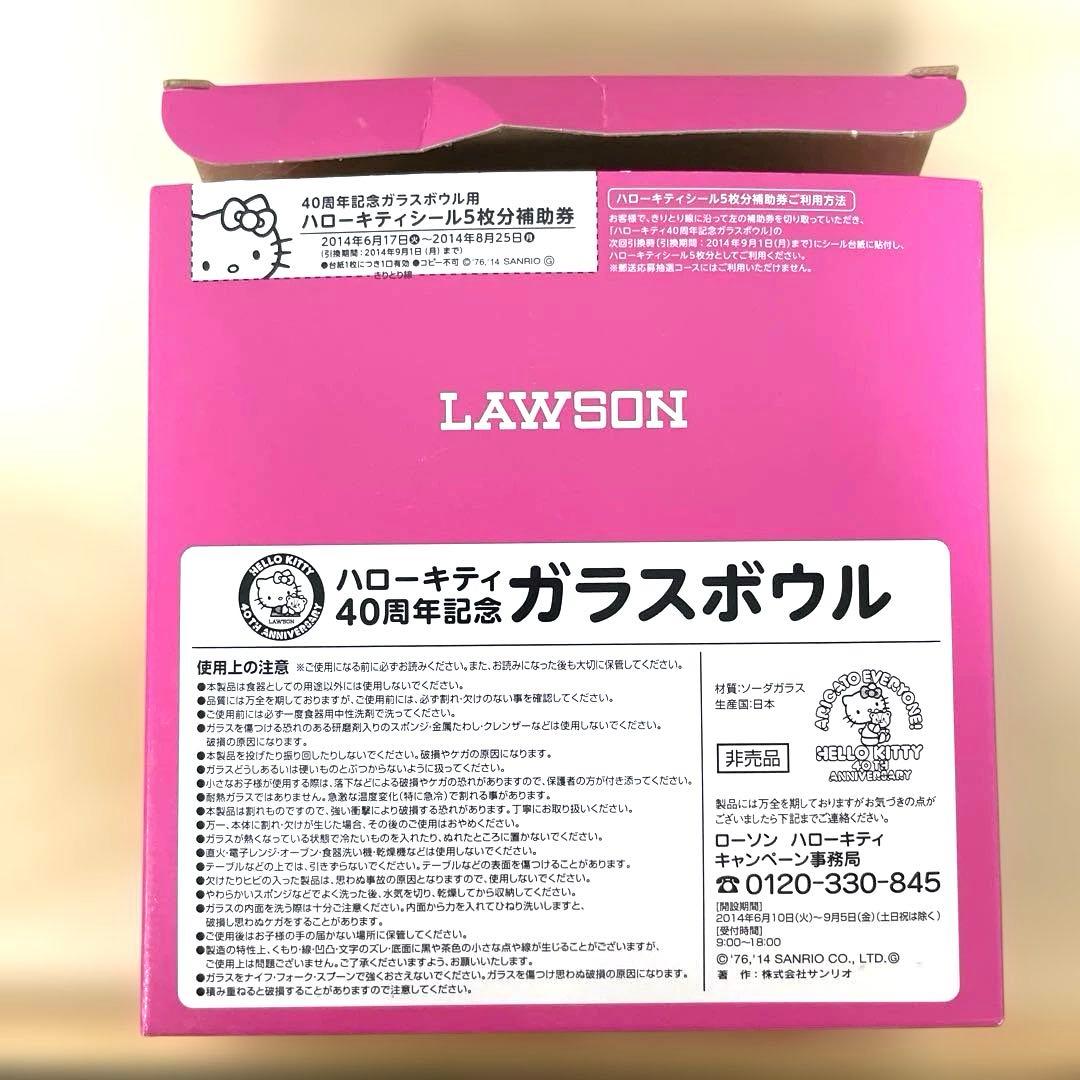 40周年記念ガラスボウル用
ハローキティシール5枚分補助券
2014年6月17日㊋~2014年8月25日㊊
(引換期間:2014年9月1日(月)まで)
●台紙1枚につき1口有効 ●コピー不可 ©'76,'14 SANRIO Ⓖ
きりとり線
ハローキティシール5枚分補助券ご利用方法
お客様で、きりとり線に沿って左の補助券を切り取っていただき、
「ハローキティ40周年記念ガラスボウル」の
次回引換時(引換期間:2014年9月1日(月)まで)にシール台紙に貼付し、
ハローキティシール5枚分としてご利用ください。
※郵送応募抽選コースにはご利用いただけません。
LAWSON
HELLO KITTY
LAWSON
40TH ANNIVERSARY
ハローキティ
40周年記念
ガラスボウル
使用上の注意 ※ご使用になる前に必ずお読みください。また、お読みになった後も大切に保管してください。
●本製品は食器としての用途以外には使用しないでください。
●品質には万全を期しておりますが、ご使用前には、必ず割れ・欠けのない事を確認してください。
●ご使用前には必ず一度食器用中性洗剤で洗ってください。
●ガラスを傷つける恐れのある研磨剤入りのスポンジ・金属たわし・クレンザーなどは使用しないでください。
破損の原因になります。
●本製品を投げたり振り回したりしないでください。破損やケガの原因になります。
●ガラスどうしあるいは硬いものとぶつからないように扱ってください。
●小さなお子様が使用する際は、落下などによる破損やケガの恐れがありますので、保護者の方が付き添ってください。
●耐熱ガラスではありません。急激な温度変化(特に急冷)で割れる事があります。
●本製品は割れものですので、強い衝撃により破損する恐れがあります。丁寧にお取り扱いください。
●万一、本体に割れ・欠けが生じた場合、その後のご使用はおやめください。
●ガラスが熱くなっている状態で冷たいものを入れたり、ぬれたところに置かないでください。
●直火・電子レンジ・オーブン・食器洗い機・乾燥機などは使用しないでください。
●テーブルなどの上では、引きずらないでください。テーブルなどの表面を傷つけることがあります。
●欠けたりヒビの入った製品は、思わぬ事故の原因となりますので、使用しないでください。
●やわらかいスポンジなどでよく洗った後、水気を切り、乾燥してから収納してください。
●ガラスの内面を洗う際は十分ご注意ください。内面から力を入れてひねり洗いしますと、
破損し思わぬケガをすることがあります。
●ご使用後はお子様の手の届かない場所に保管してください。
●製造の特性上、くもり・線・凹凸・文字のズレ・底面に黒や茶色の小さな点や線が生じることがございますが、
ご使用上は問題ございません。ご了承くださいますよう、お願いいたします。
●ガラスをナイフ・フォーク・スプーンで強くおさえないでください。ガラスを傷つけ思わぬ破損の原因になります。
●積み重ねると破損することがありますので注意してください。
材質:ソーダガラス
生産国:日本
非売品
ARIGATO EVERYONE!
HELLO KITTY
40TH
ANNIVERSARY
製品には万全を期しておりますがお気づきの点が
ございましたら下記までご連絡ください。
ローソン ハローキティ
キャンペーン事務局
☎0120-330-845
[開設期間]
2014年6月10日(火)~9月5日(金)(土日祝は除く)
[受付時間]
9:00~18:00
©'76,'14 SANRIO CO., LTD.Ⓖ
著 作:株式会社サンリオ